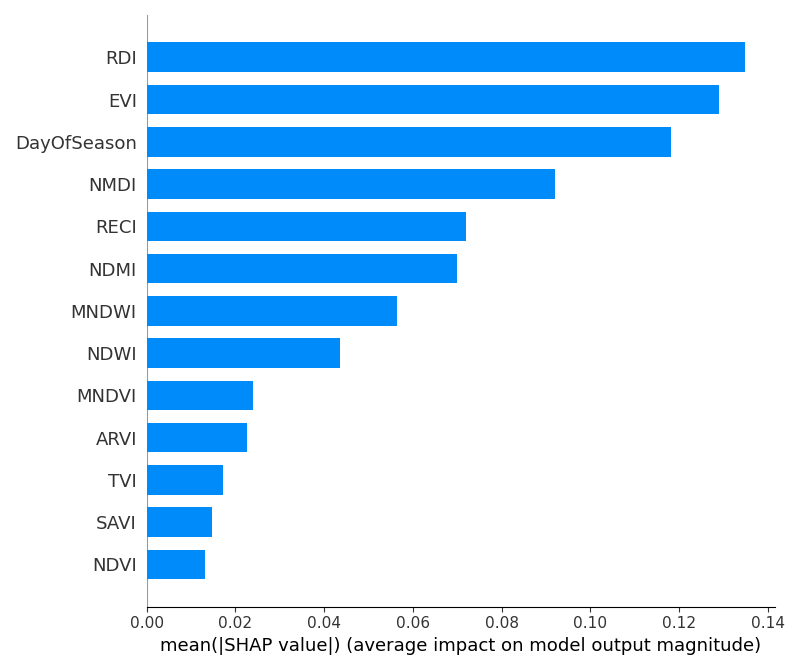 RDI
EVI
DayOfSeason
NMDI
RECI
NDMI
MNDWI
NDWI
MNDVI
ARVI
TVI
SAVI
NDVI
0.00 0.02 0.04 0.06 0.08 0.10 0.12 0.14
mean(|SHAP value|) (average impact on model output magnitude)